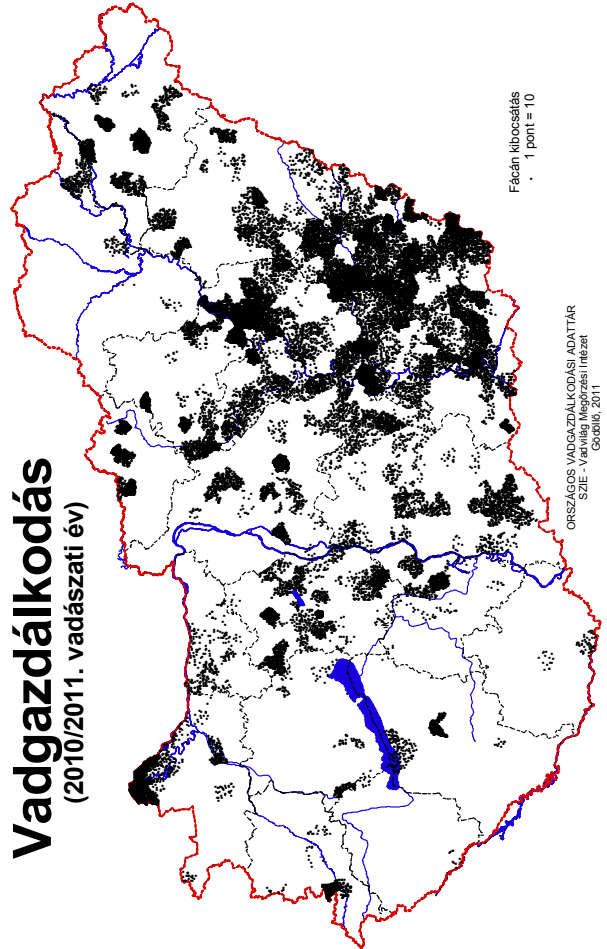 Vadgazdálkodás
(2010/2011. vadászati év)
Fácán kibocsátás
1 pont = 10
ORSZÁGOS VADGAZDÁLKODÁSI ADATTÁR
SZIE - Vadvilág Megőrzési Intézet
Gödöllő, 2011